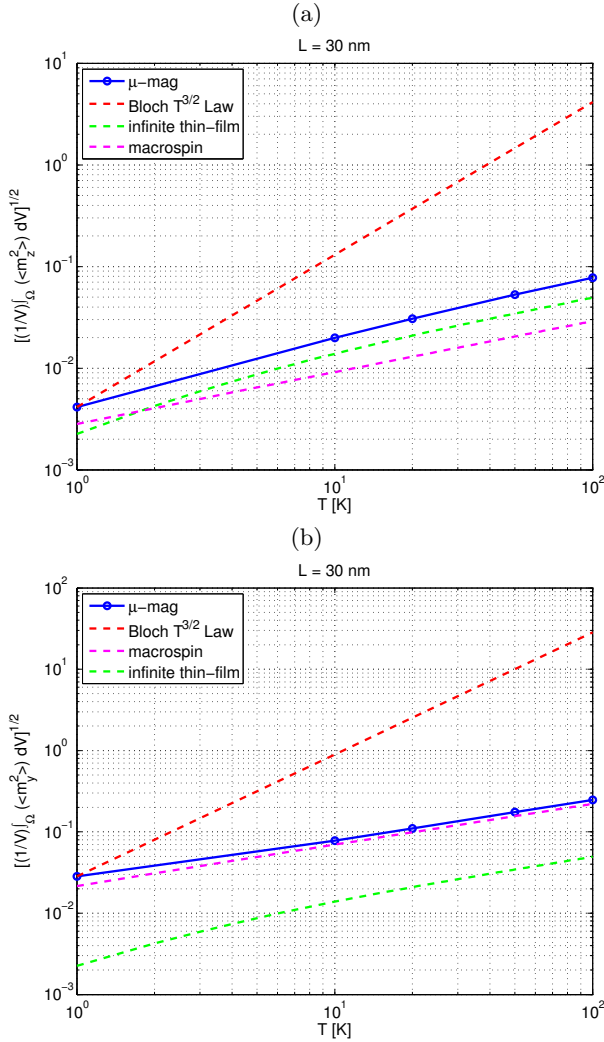 (a)
L = 30 nm
μ−mag
Bloch T^{3/2} Law
infinite thin−film
macrospin
[(1/V)∫_Ω (<m_z^2>) dV]^{1/2}
10^1
10^0
10^{−1}
10^{−2}
10^{−3}
10^0
10^1
10^2
T [K]
(b)
L = 30 nm
μ−mag
Bloch T^{3/2} Law
macrospin
infinite thin−film
[(1/V)∫_Ω (<m_y^2>) dV]^{1/2}
10^2
10^1
10^0
10^{−1}
10^{−2}
10^{−3}
10^0
10^1
10^2
T [K]